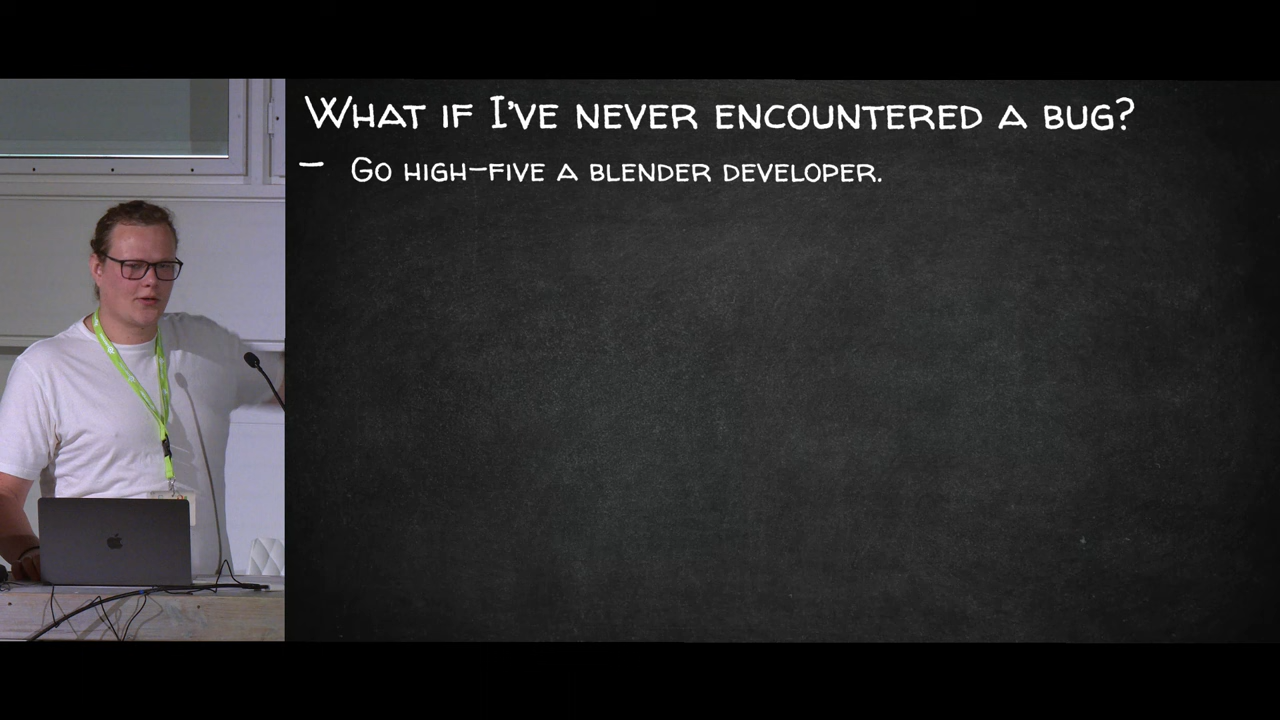 What if I've never encountered a bug?
- Go high-five a blender developer.